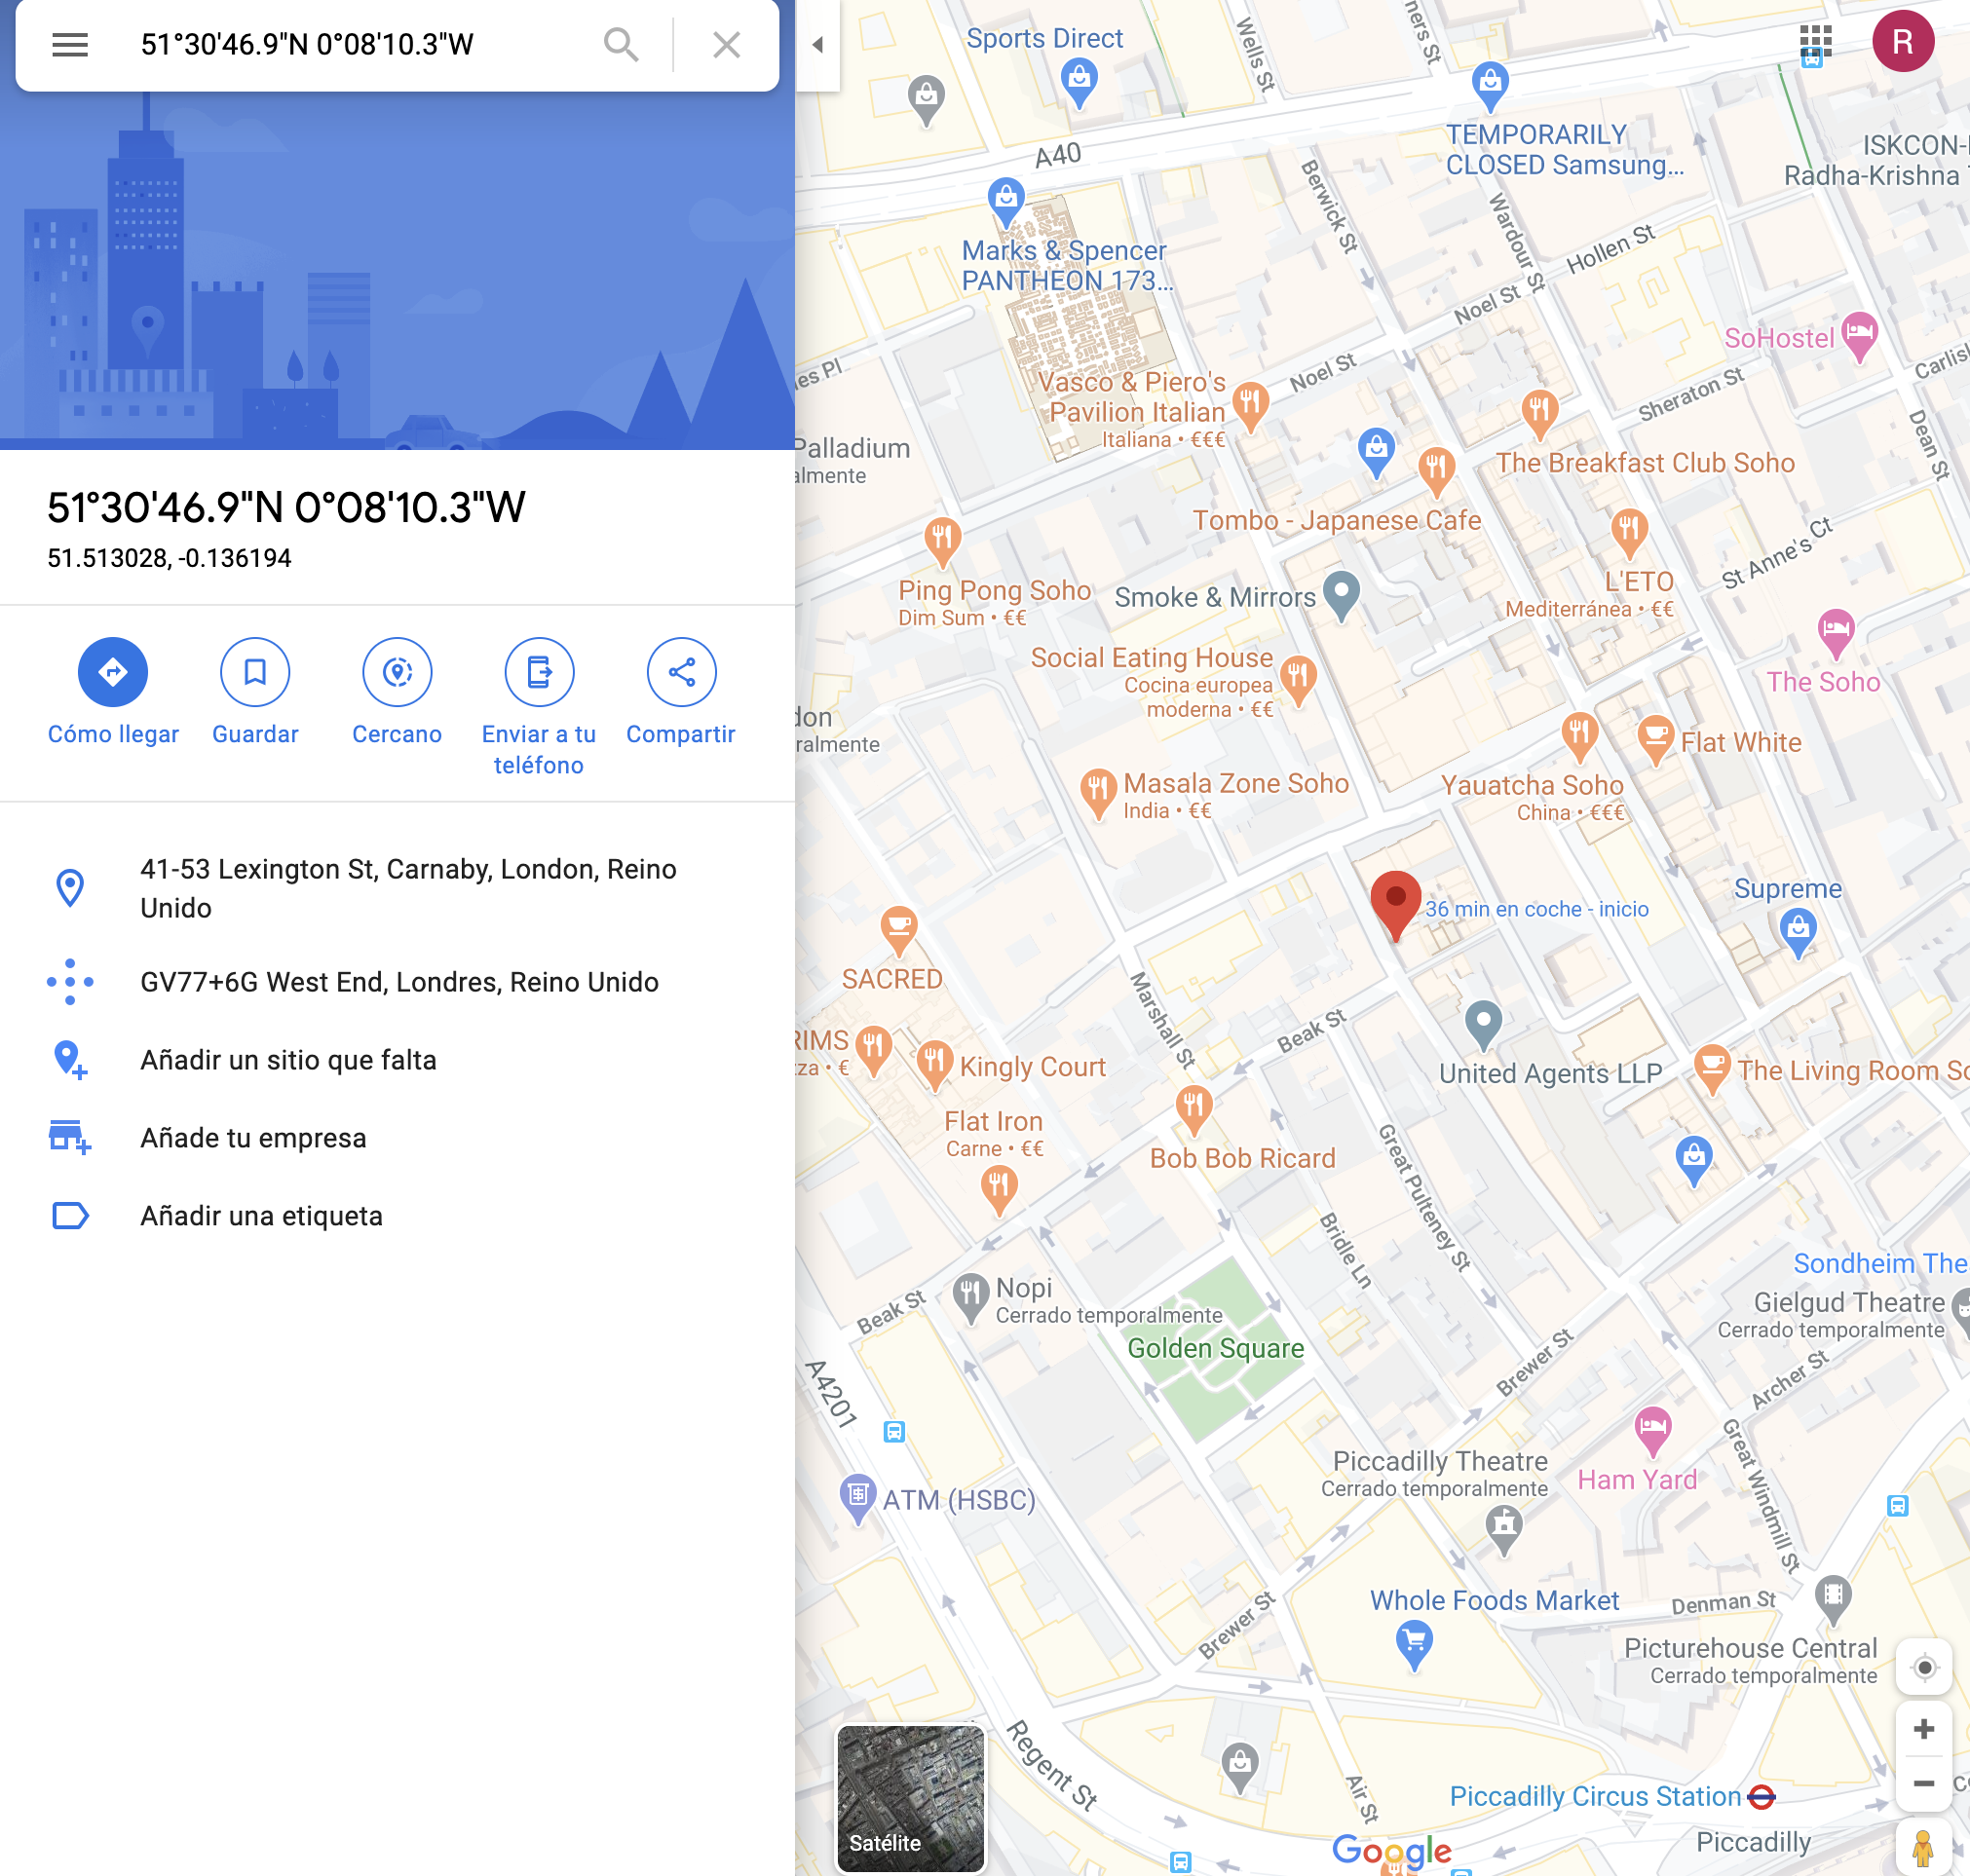 51°30'46.9"N 0°08'10.3"W
R
51°30'46.9"N 0°08'10.3"W
51.513028, -0.136194
Cómo llegar
Guardar
Cercano
Enviar a tu
teléfono
Compartir
41-53 Lexington St, Carnaby, London, Reino
Unido
GV77+6G West End, Londres, Reino Unido
Añadir un sitio que falta
Añade tu empresa
Añadir una etiqueta
Sports Direct
Wells St
ners St
A40
TEMPORARILY
CLOSED Samsung...
ISKCON-
Radha-Krishna
Berwick St
Wardour St
Hollen St
Marks & Spencer
PANTHEON 173...
Noel St
SoHostel
Carlis
es Pl
Vasco & Piero's
Pavilion Italian
Italiana • €€€
Noel St
Sheraton St
Dean St
Palladium
almente
The Breakfast Club Soho
Tombo - Japanese Cafe
Ping Pong Soho
Dim Sum • €€
Smoke & Mirrors
L'ETO
Mediterránea • €€
St Anne's Ct
Social Eating House
Cocina europea
moderna • €€
The Soho
don
ralmente
Flat White
Masala Zone Soho
India • €€
Yauatcha Soho
China • €€€
Supreme
36 min en coche - inicio
SACRED
Marshall St
Beak St
RIMS
zza • €
Kingly Court
United Agents LLP
The Living Room So
Flat Iron
Carne • €€
Bob Bob Ricard
Great Pulteney St
Bridle Ln
Nopi
Cerrado temporalmente
Beak St
Golden Square
Sondheim The
Gielgud Theatre
Cerrado temporalmente
Brewer St
Archer St
A4201
Piccadilly Theatre
Cerrado temporalmente
Ham Yard
Great Windmill St
ATM (HSBC)
Whole Foods Market
Denman St
Brewer St
Picturehouse Central
Cerrado temporalmente
Regent St
Air St
Piccadilly Circus Station
Piccadilly
Satélite
Google